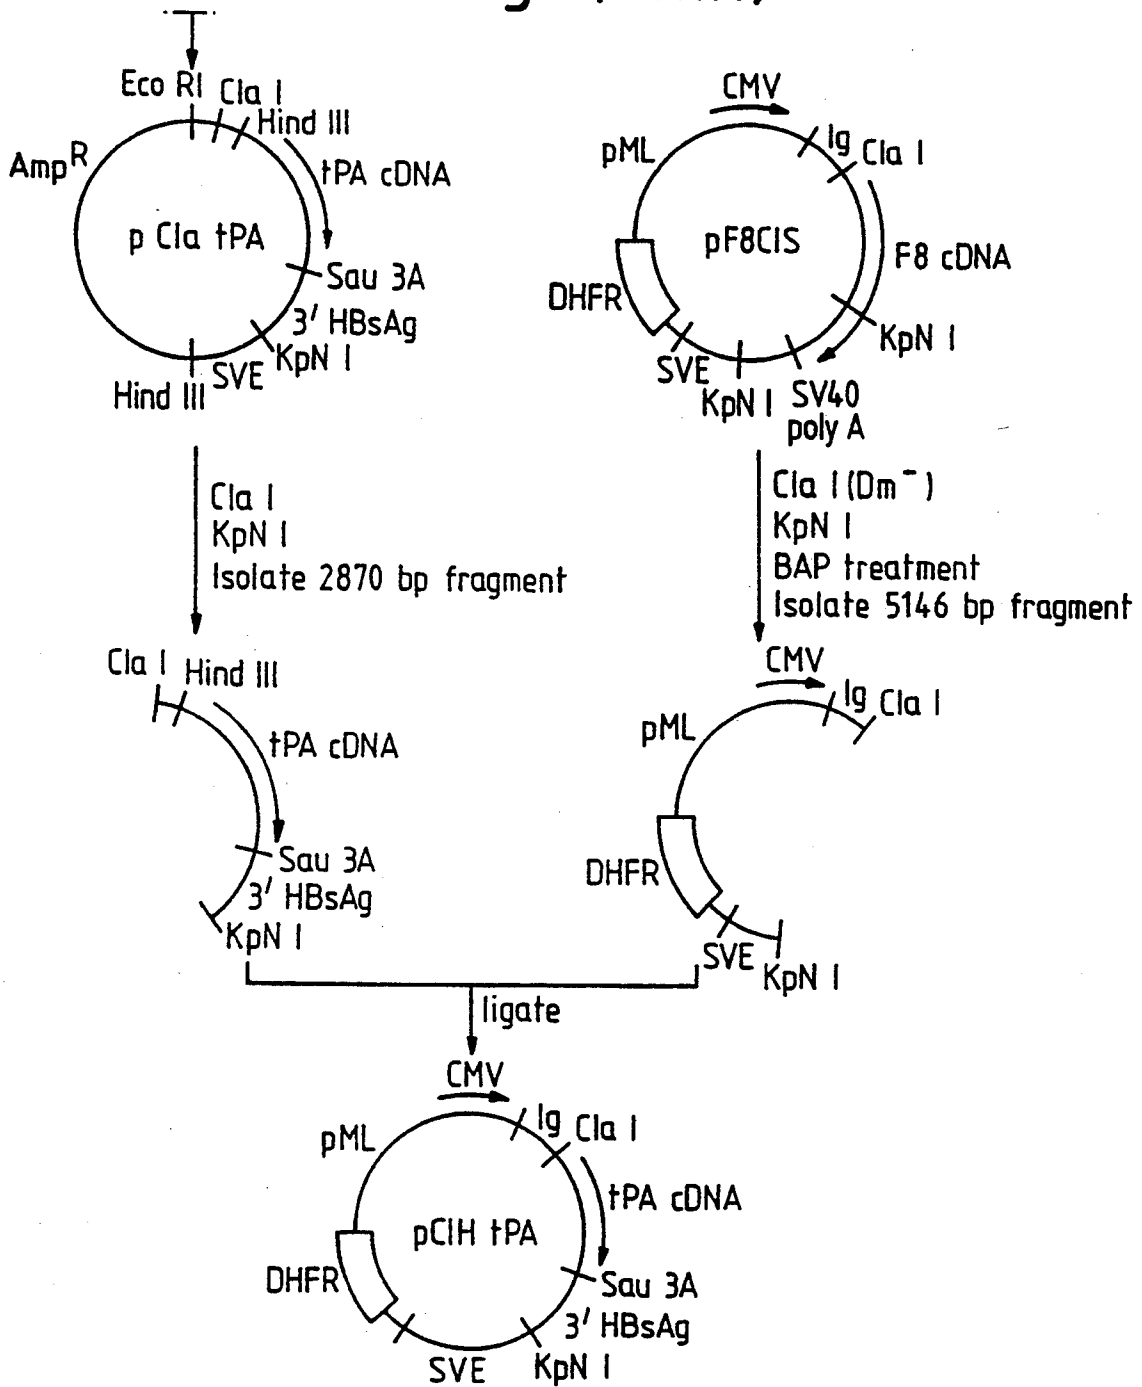 Eco RI
Cla I
Hind III
Amp R
tPA cDNA
p Cla tPA
Sau 3A
3' HBsAg
KpN I
SVE
Hind III
CMV
Ig
Cla I
pML
pF8CIS
F8 cDNA
DHFR
KpN I
SVE
KpN I
SV40
poly A
Cla I
KpN I
Isolate 2870 bp fragment
Cla I (Dm⁻)
KpN I
BAP treatment
Isolate 5146 bp fragment
Cla I
Hind III
tPA cDNA
Sau 3A
3' HBsAg
KpN I
CMV
Ig
Cla I
pML
DHFR
SVE
KpN I
ligate
CMV
Ig
Cla I
pML
tPA cDNA
pCIH tPA
DHFR
Sau 3A
3' HBsAg
SVE
KpN I